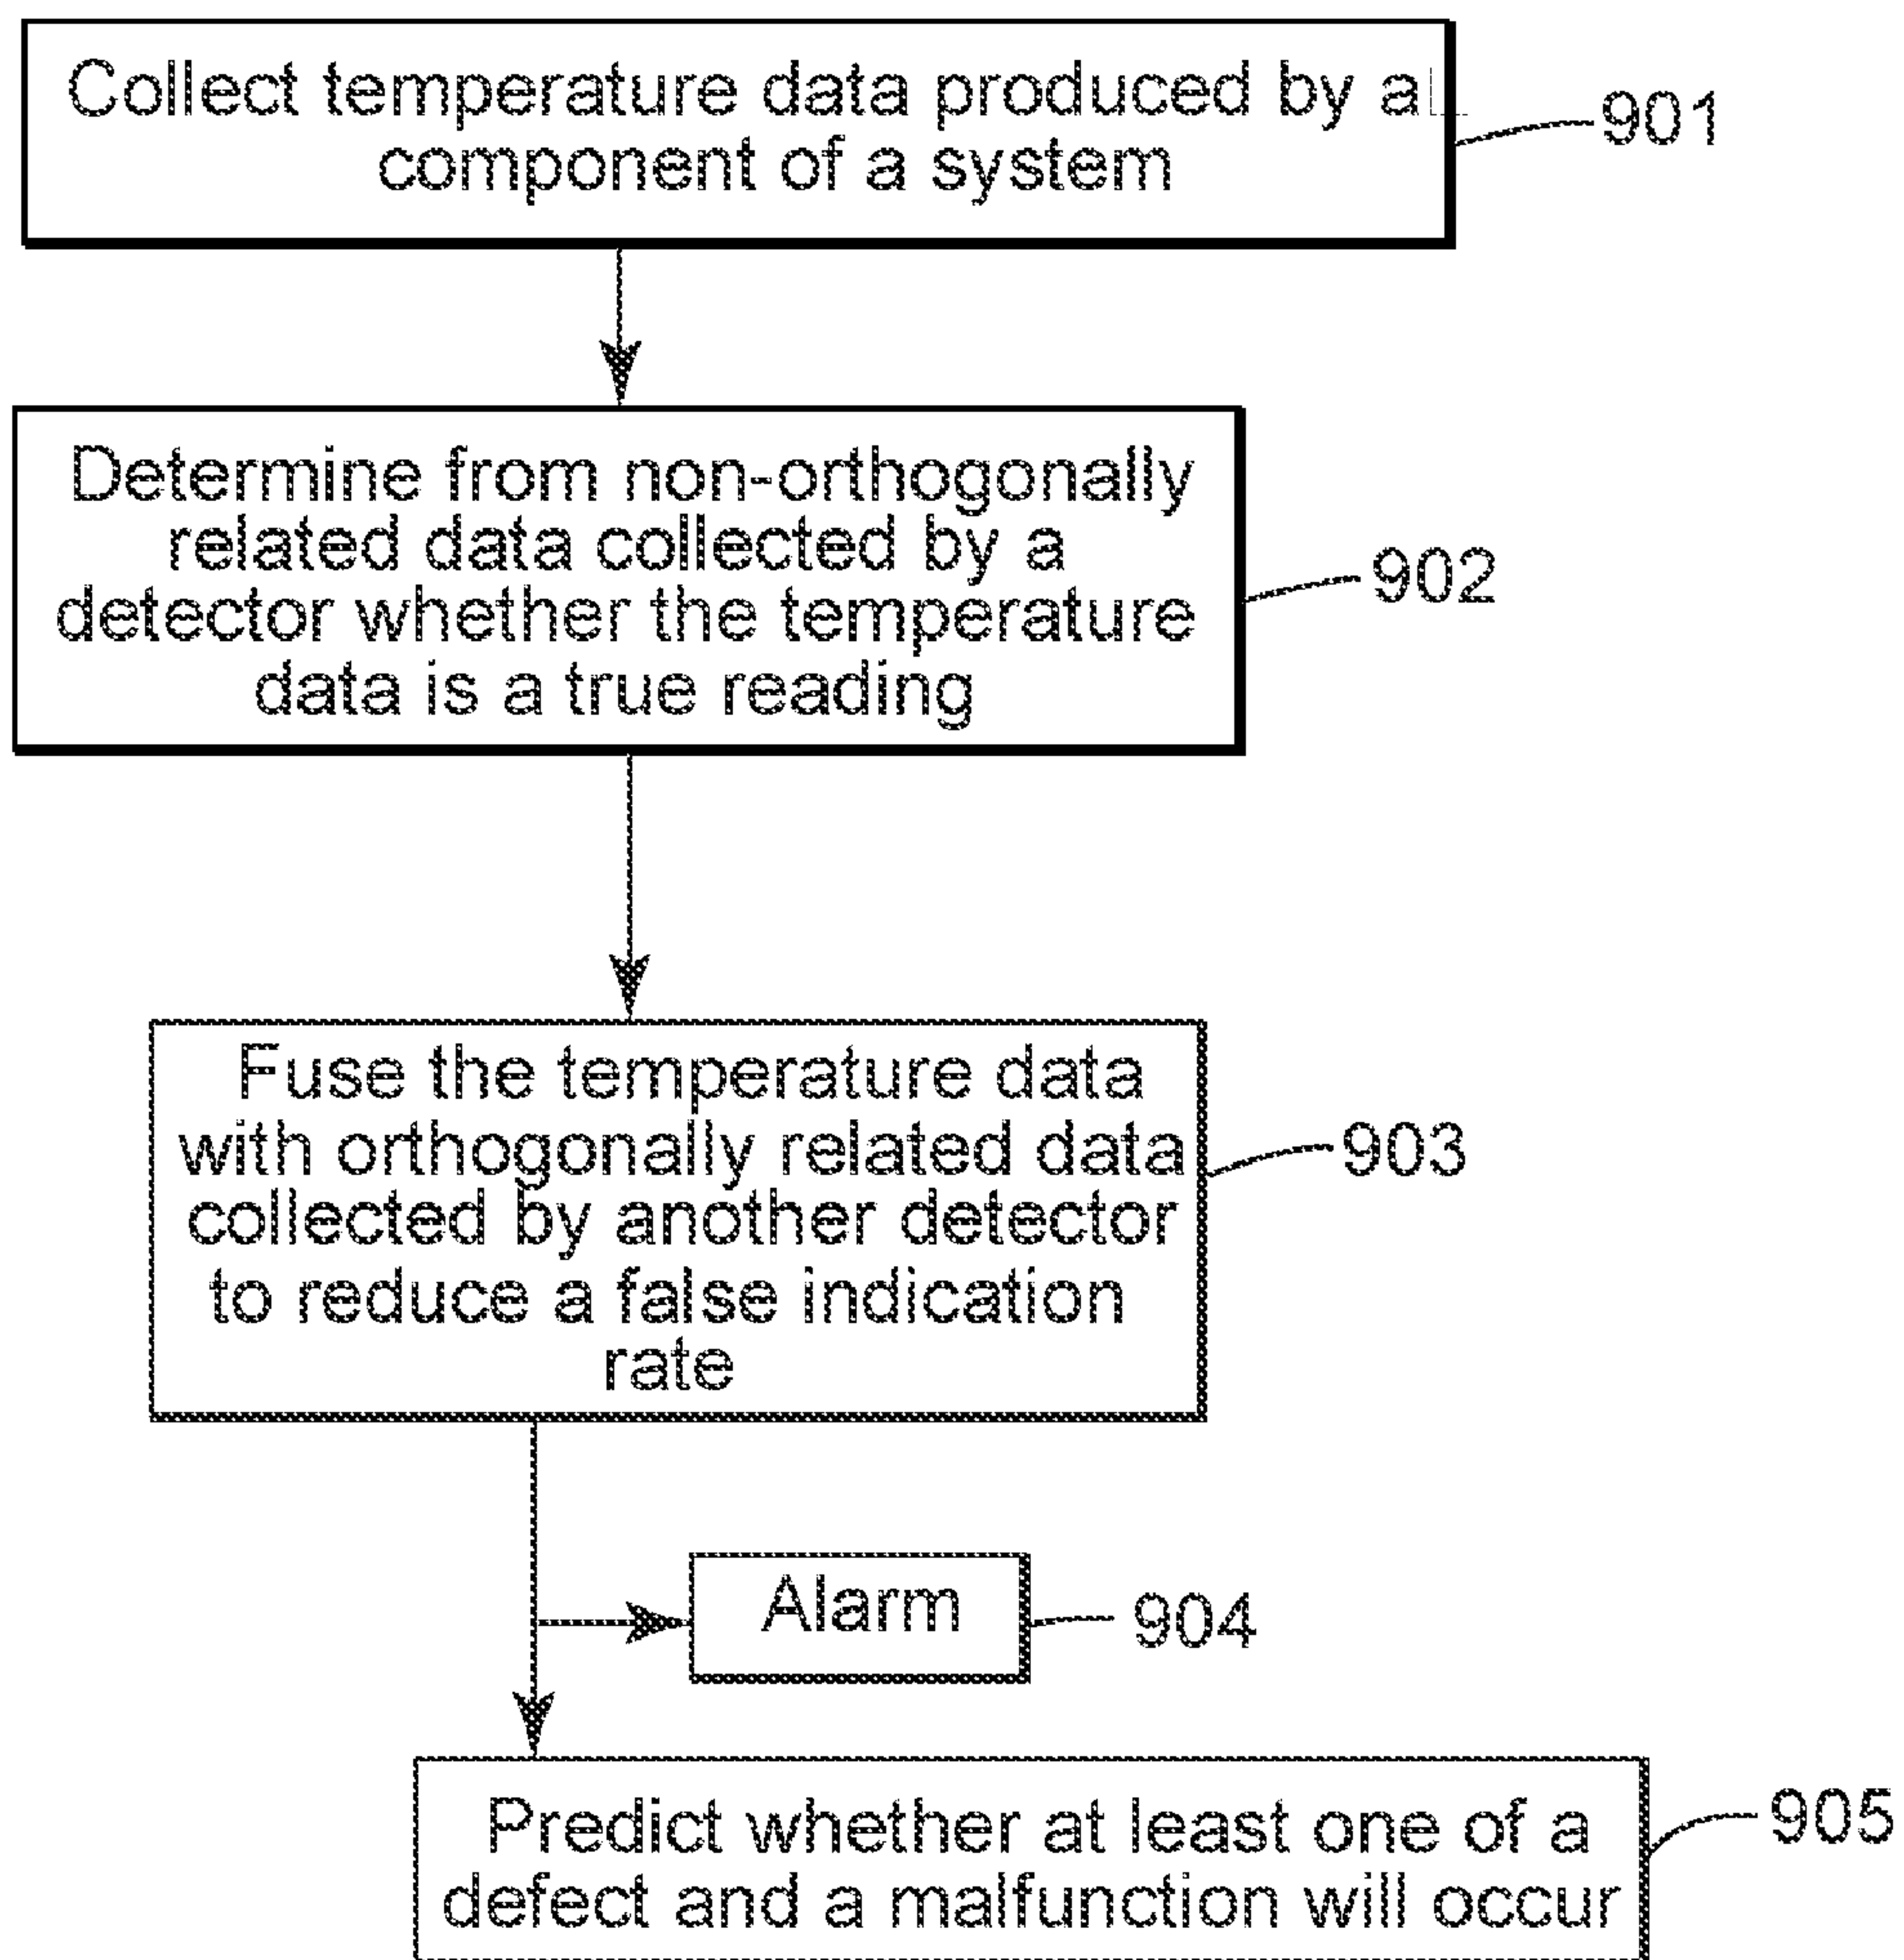 Collect temperature data produced by a
component of a system
901
Determine from non-orthogonally
related data collected by a
detector whether the temperature
data is a true reading
902
Fuse the temperature data
with orthogonally related data
collected by another detector
to reduce a false indication
rate
903
Alarm
904
Predict whether at least one of a
defect and a malfunction will occur
905